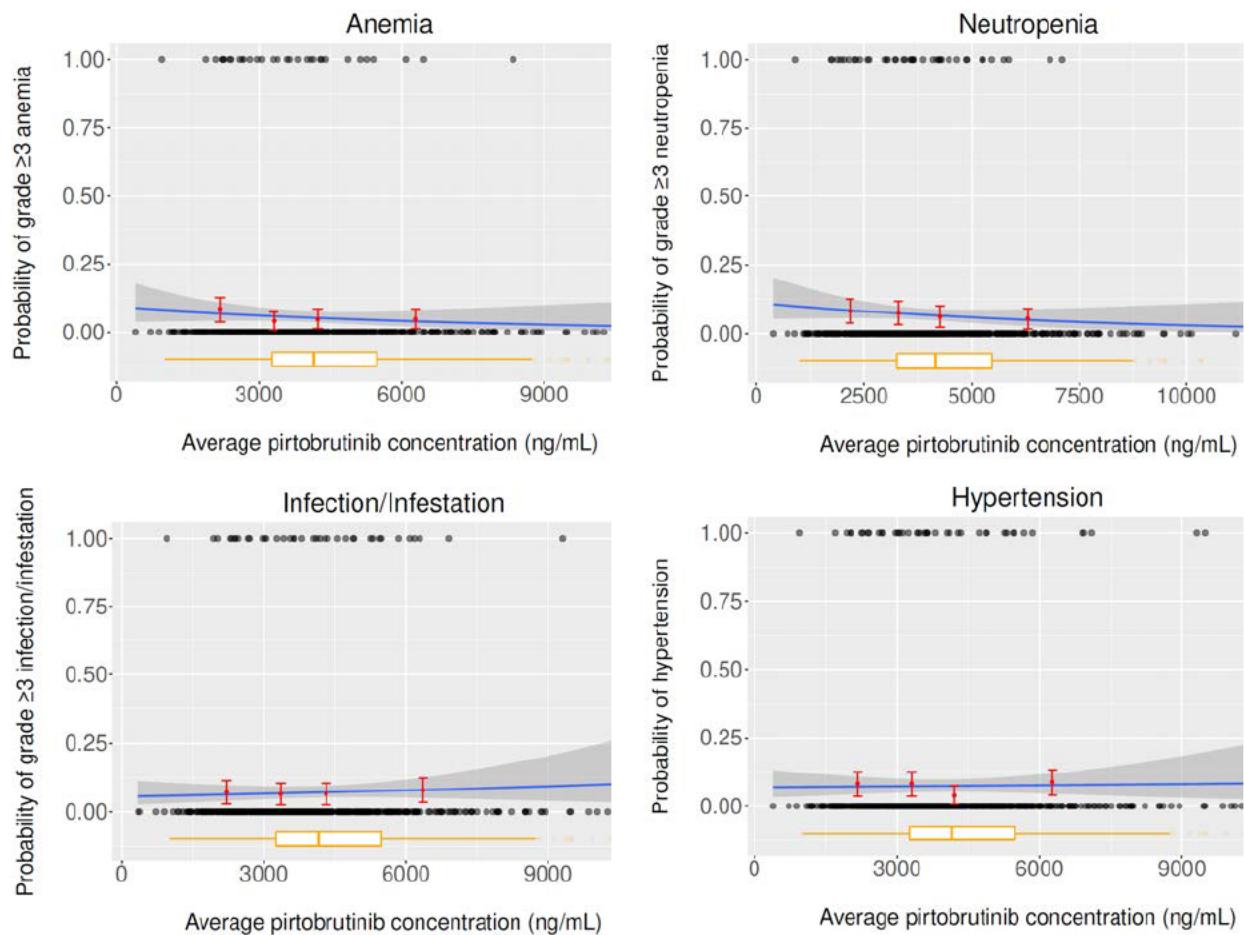 Anemia
Probability of grade ≥3 anemia
1.00
0.75
0.50
0.25
0.00
0 3000 6000 9000
Average pirtobrutinib concentration (ng/mL)
Neutropenia
Probability of grade ≥3 neutropenia
1.00
0.75
0.50
0.25
0.00
0 2500 5000 7500 10000
Average pirtobrutinib concentration (ng/mL)
Infection/Infestation
Probability of grade ≥3 infection/infestation
1.00
0.75
0.50
0.25
0.00
0 3000 6000 9000
Average pirtobrutinib concentration (ng/mL)
Hypertension
Probability of hypertension
1.00
0.75
0.50
0.25
0.00
0 3000 6000 9000
Average pirtobrutinib concentration (ng/mL)